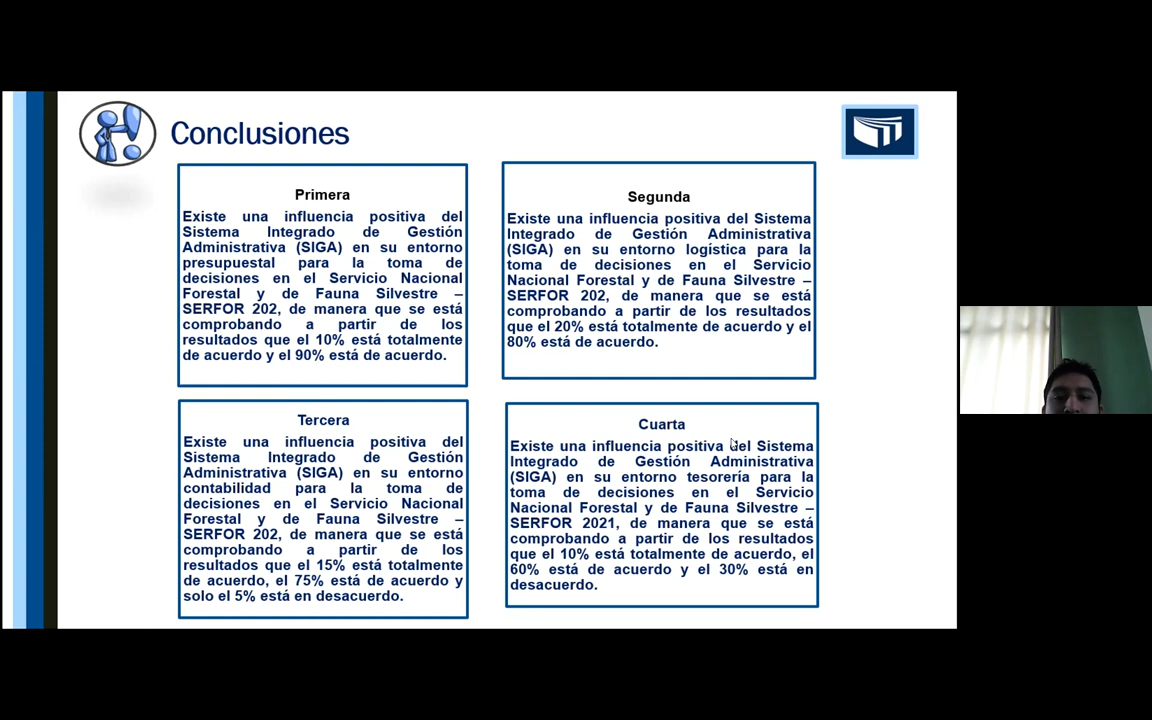 Conclusiones
Primera
Existe una influencia positiva del
Sistema Integrado de Gestión
Administrativa (SIGA) en su entorno
presupuestal para la toma de
decisiones en el Servicio Nacional
Forestal y de Fauna Silvestre –
SERFOR 202, de manera que se está
comprobando a partir de los
resultados que el 10% está totalmente
de acuerdo y el 90% está de acuerdo.
Segunda
Existe una influencia positiva del Sistema
Integrado de Gestión Administrativa
(SIGA) en su entorno logística para la
toma de decisiones en el Servicio
Nacional Forestal y de Fauna Silvestre –
SERFOR 202, de manera que se está
comprobando a partir de los resultados
que el 20% está totalmente de acuerdo y el
80% está de acuerdo.
Tercera
Existe una influencia positiva del
Sistema Integrado de Gestión
Administrativa (SIGA) en su entorno
contabilidad para la toma de
decisiones en el Servicio Nacional
Forestal y de Fauna Silvestre –
SERFOR 202, de manera que se está
comprobando a partir de los
resultados que el 15% está totalmente
de acuerdo, el 75% está de acuerdo y
solo el 5% está en desacuerdo.
Cuarta
Existe una influencia positiva del Sistema
Integrado de Gestión Administrativa
(SIGA) en su entorno tesorería para la
toma de decisiones en el Servicio
Nacional Forestal y de Fauna Silvestre –
SERFOR 2021, de manera que se está
comprobando a partir de los resultados
que el 10% está totalmente de acuerdo, el
60% está de acuerdo y el 30% está en
desacuerdo.